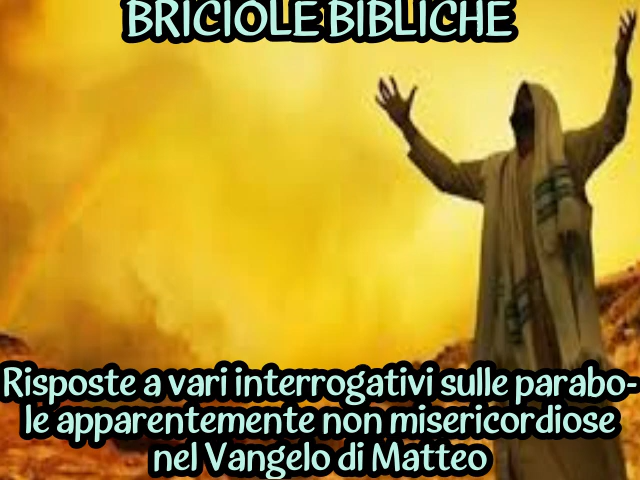 BRICIOLE BIBLICHE
Risposte a vari interrogativi sulle parabo-
le apparentemente non misericordiose
nel Vangelo di Matteo